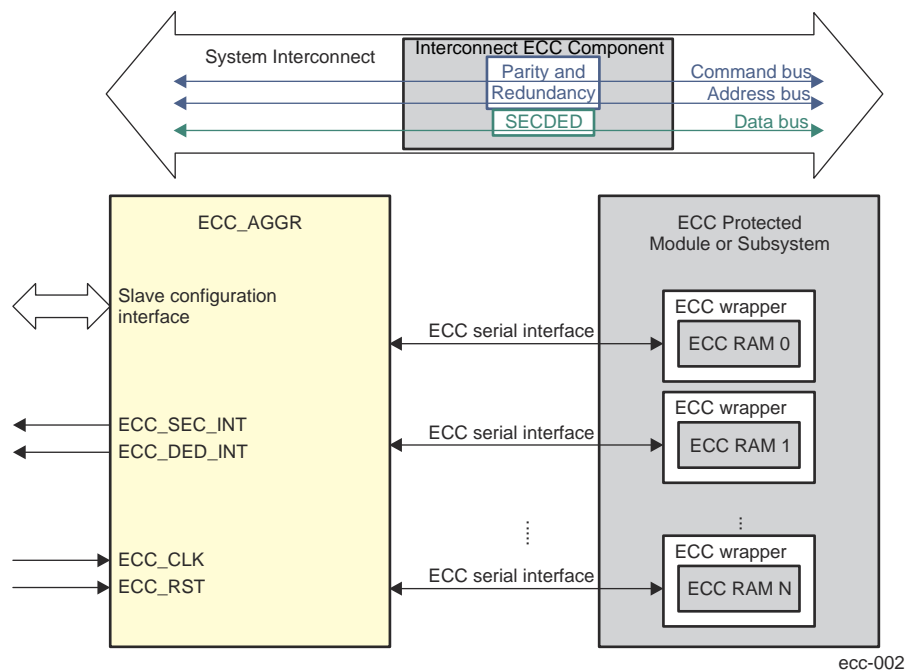 System Interconnect
Interconnect ECC Component
Parity and
Redundancy
Command bus
Address bus
SECDED
Data bus
ECC_AGGR
ECC Protected
Module or Subsystem
Slave configuration
interface
ECC serial interface
ECC wrapper
ECC RAM 0
ECC_SEC_INT
ECC_DED_INT
ECC serial interface
ECC wrapper
ECC RAM 1
ECC_CLK
ECC_RST
ECC serial interface
ECC wrapper
ECC RAM N
ecc-002